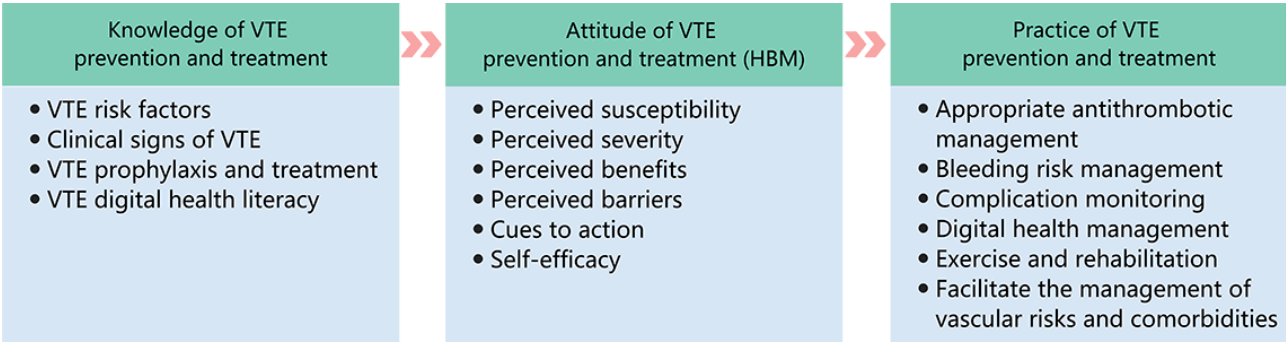 Knowledge of VTE
prevention and treatment
• VTE risk factors
• Clinical signs of VTE
• VTE prophylaxis and treatment
• VTE digital health literacy
Attitude of VTE
prevention and treatment (HBM)
• Perceived susceptibility
• Perceived severity
• Perceived benefits
• Perceived barriers
• Cues to action
• Self-efficacy
Practice of VTE
prevention and treatment
• Appropriate antithrombotic
management
• Bleeding risk management
• Complication monitoring
• Digital health management
• Exercise and rehabilitation
• Facilitate the management of
vascular risks and comorbidities